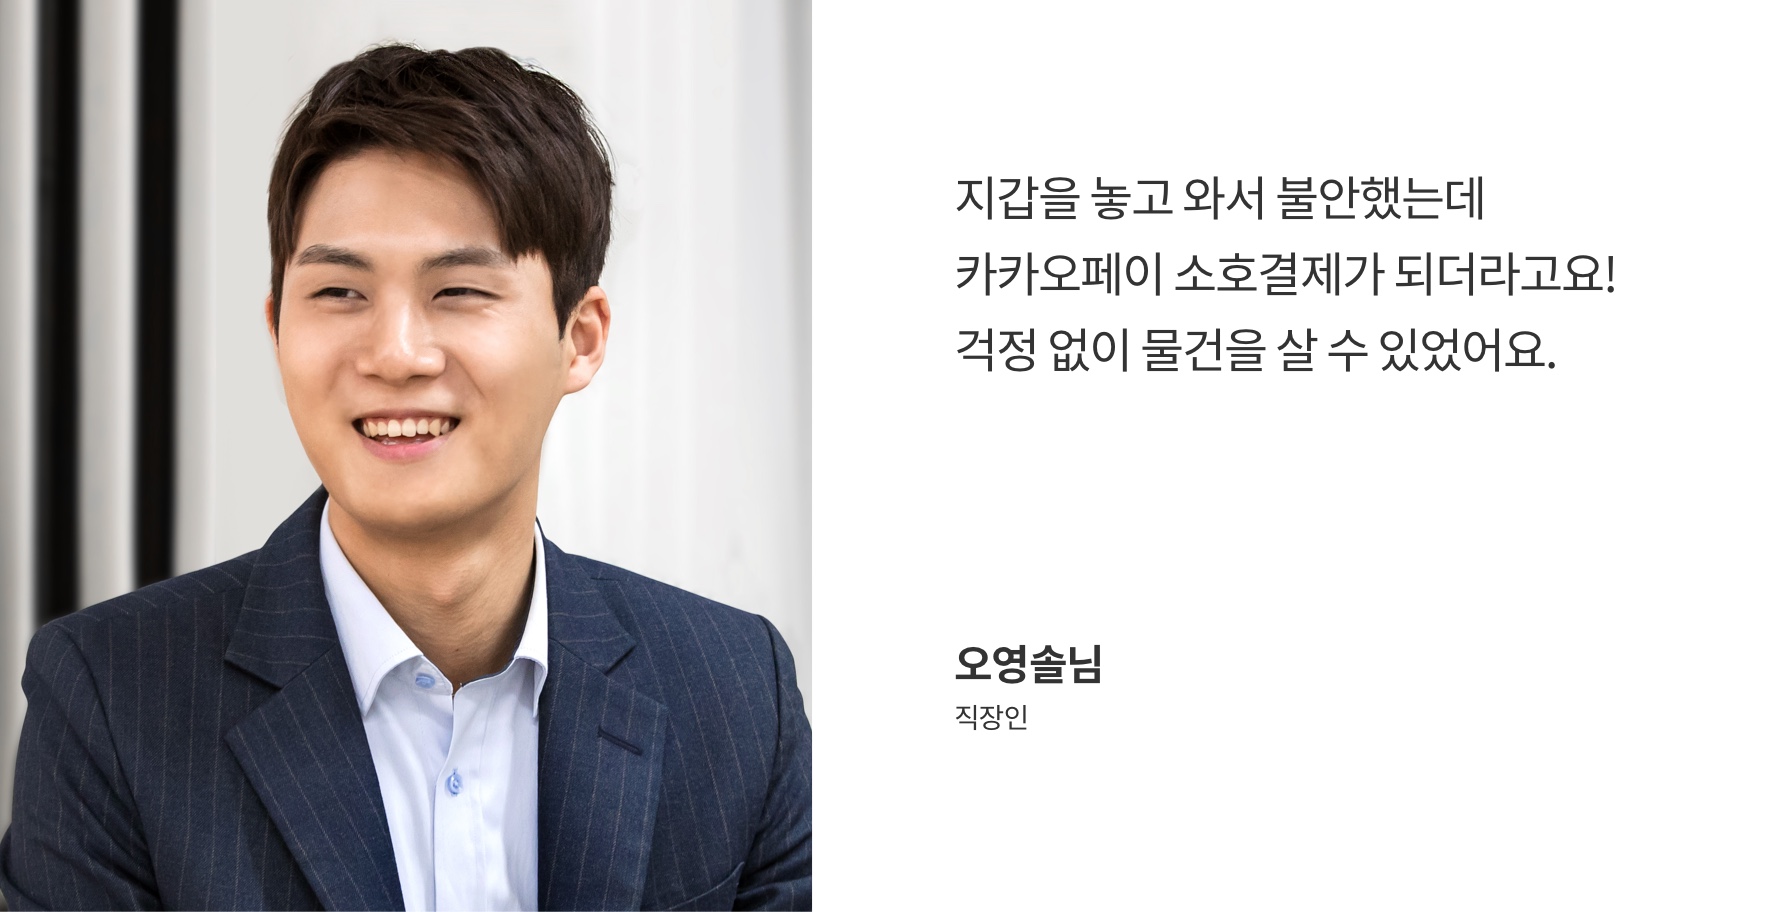 지갑을 놓고 와서 불안했는데
카카오페이 소호결제가 되더라고요!
걱정 없이 물건을 살 수 있었어요.
오영솔님
직장인